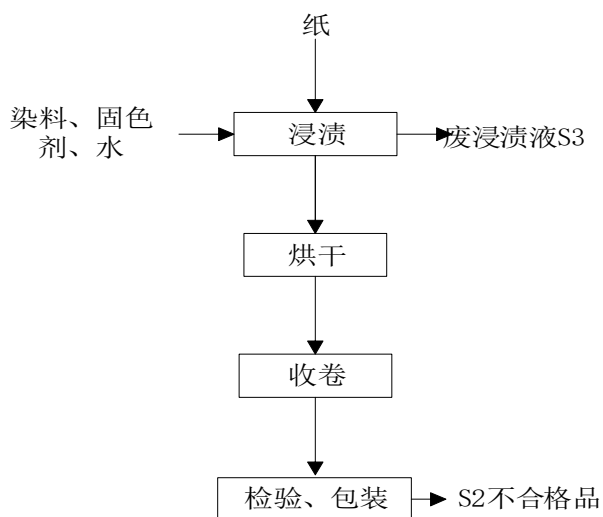 纸
染料、固色
剂、水
浸渍
废浸渍液S3
烘干
收卷
检验、包装
S2不合格品